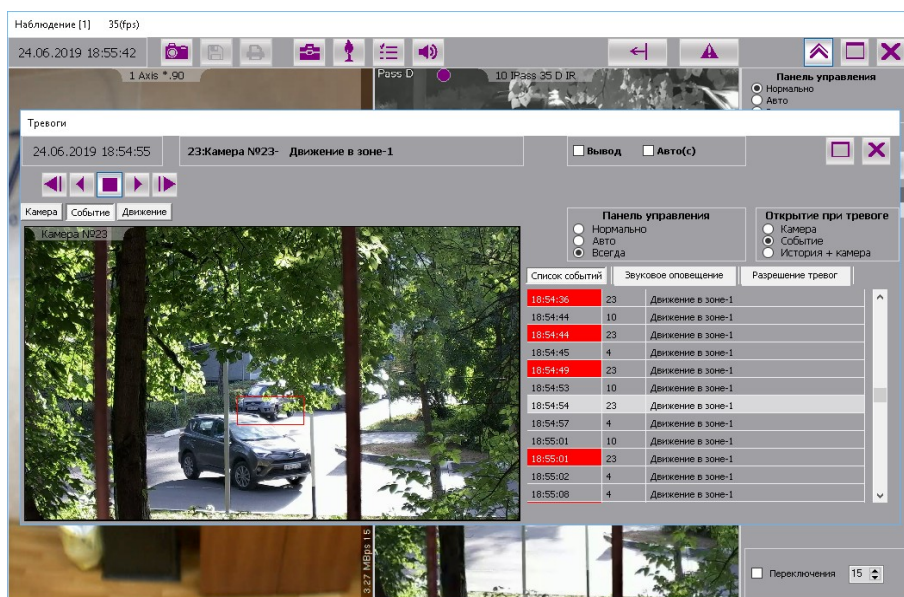 Наблюдение [1] 35(fps)
24.06.2019 18:55:42
1 Axis *.90
Pass D
10 IPass 35 D IR
Панель управления
Нормально
Авто
Тревоги
24.06.2019 18:54:55
23:Камера №23- Движение в зоне-1
Вывод
Авто(с)
Камера
Событие
Движение
Панель управления
Нормально
Авто
Всегда
Открытие при тревоге
Камера
Событие
История + камера
Камера №23
Список событий
Звуковое оповещение
Разрешение тревог
18:54:36 23 Движение в зоне-1
18:54:44 10 Движение в зоне-1
18:54:44 23 Движение в зоне-1
18:54:45 4 Движение в зоне-1
18:54:49 23 Движение в зоне-1
18:54:53 10 Движение в зоне-1
18:54:54 23 Движение в зоне-1
18:54:57 4 Движение в зоне-1
18:55:01 10 Движение в зоне-1
18:55:01 23 Движение в зоне-1
18:55:02 4 Движение в зоне-1
18:55:08 4 Движение в зоне-1
3.27 MBps 15
Переключения 15